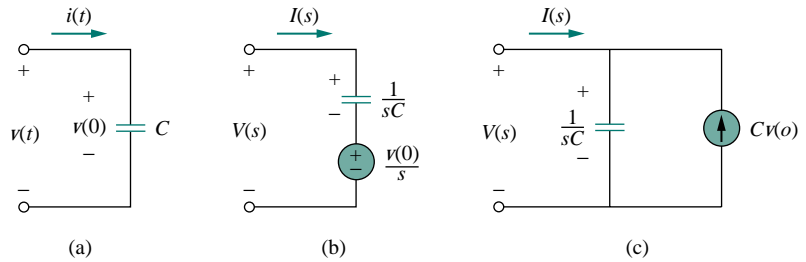 i(t)
+
v(t)
−
+
v(0)
−
C
(a)
I(s)
+
V(s)
−
+
−
1
sC
+
−
v(0)
s
(b)
I(s)
+
V(s)
−
+
1
sC
−
Cv(o)
(c)